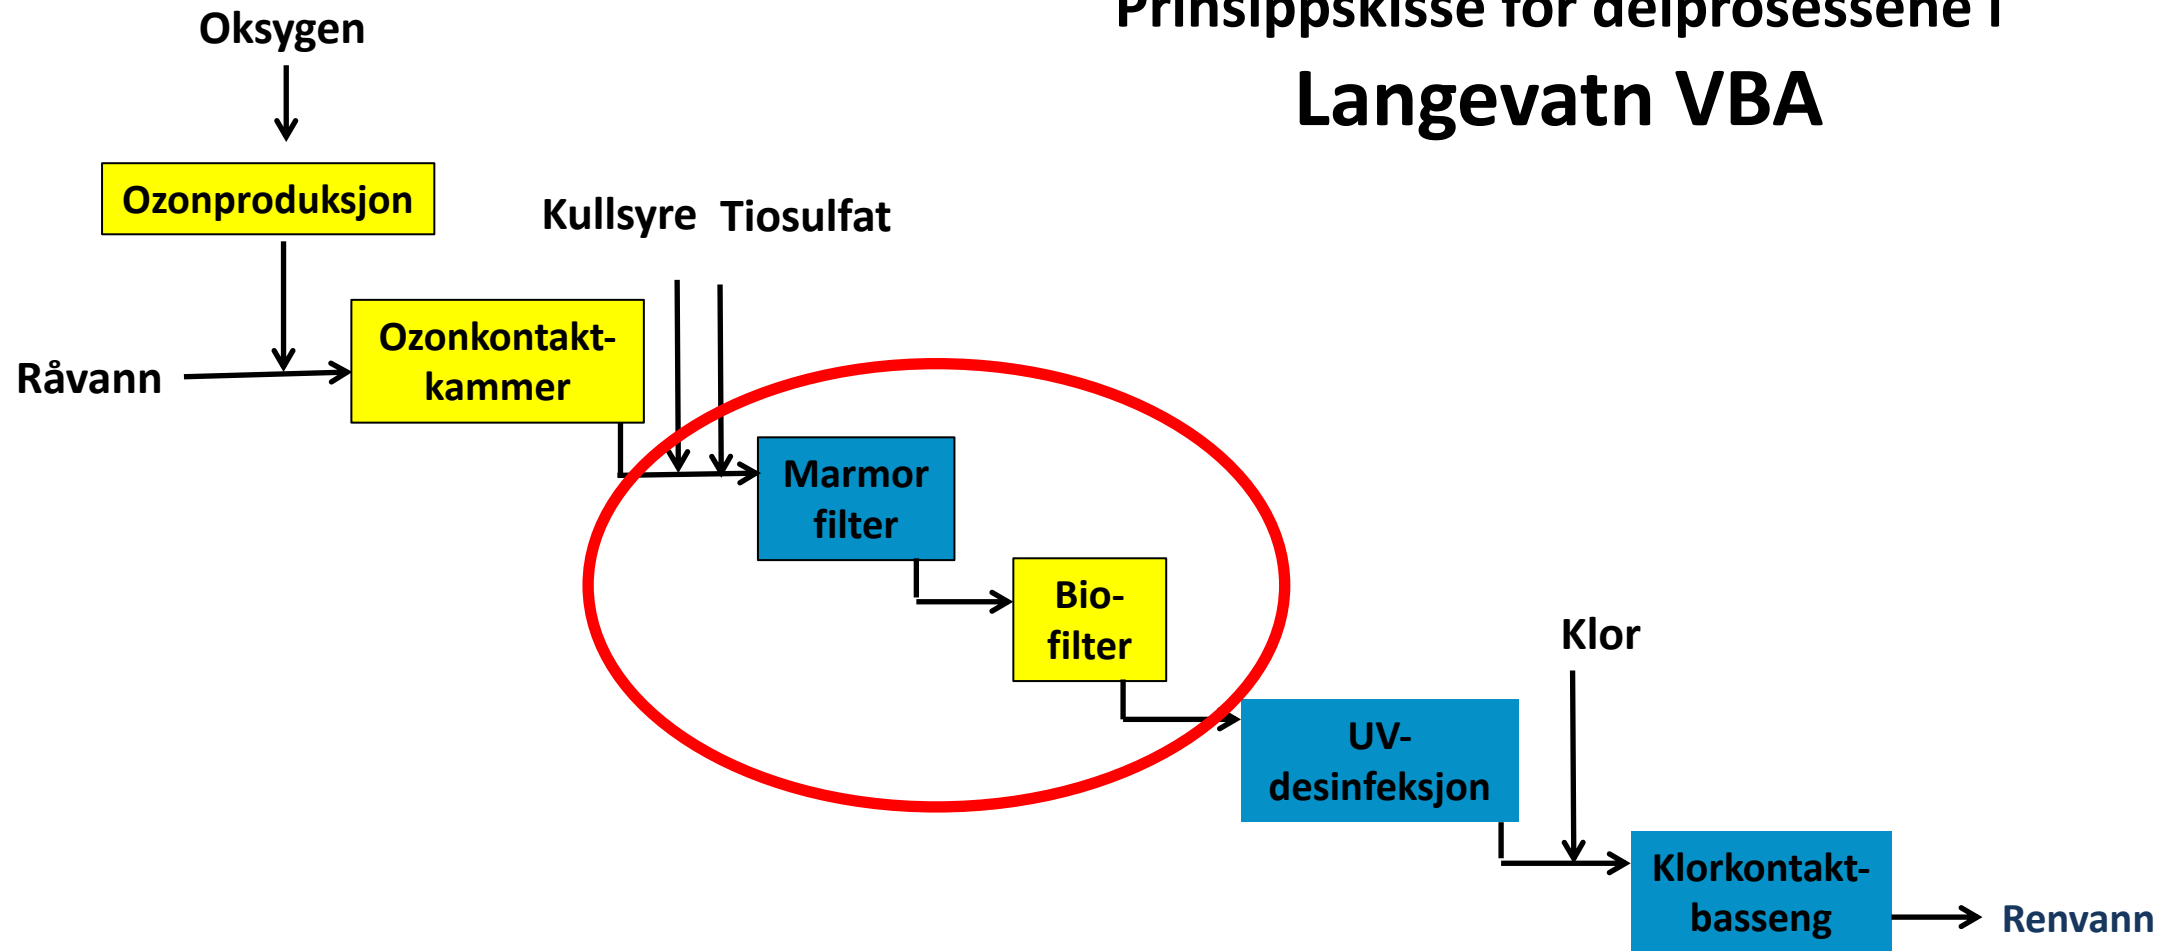 Prinsippskisse for delprosessene i
Langevatn VBA
Oksygen
Ozonproduksjon
Kullsyre
Tiosulfat
Råvann
Ozonkontakt-
kammer
Marmor
filter
Bio-
filter
Klor
UV-
desinfeksjon
Klorkontakt-
basseng
Renvann